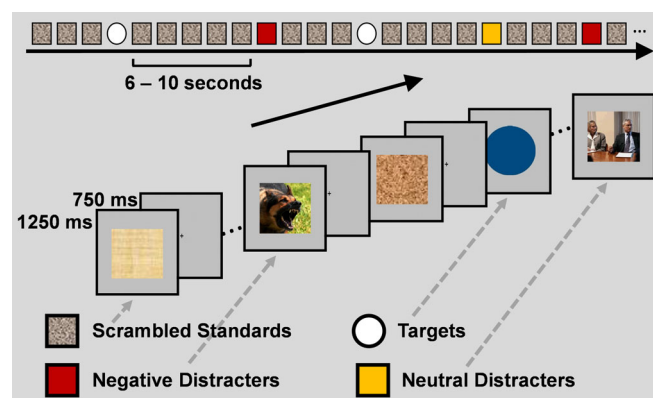 ...
6 – 10 seconds
750 ms
1250 ms
Scrambled Standards
Targets
Negative Distracters
Neutral Distracters